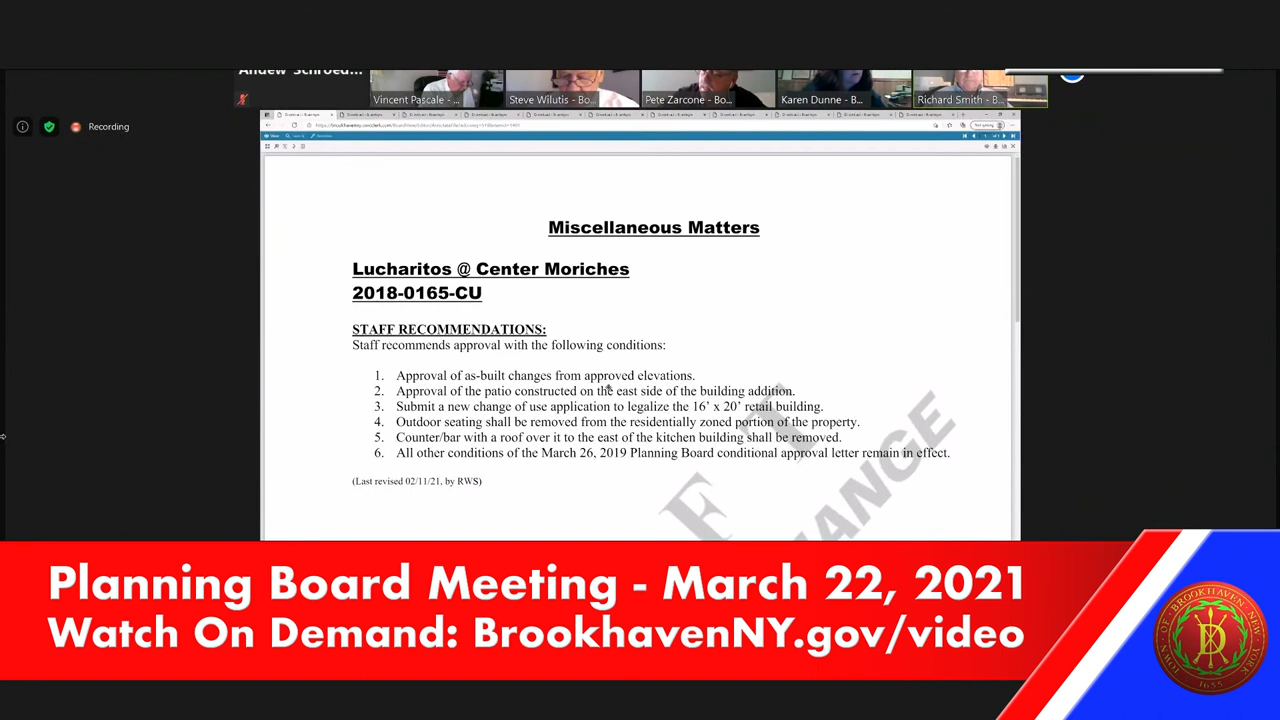 Andew Schroed...
Vincent Pascale - ...
Steve Wilutis - Bo...
Pete Zarcone - Bo...
Karen Dunne - B...
Richard Smith - B...
Recording
Miscellaneous Matters
Lucharitos @ Center Moriches
2018-0165-CU
STAFF RECOMMENDATIONS:
Staff recommends approval with the following conditions:
1. Approval of as-built changes from approved elevations.
2. Approval of the patio constructed on the east side of the building addition.
3. Submit a new change of use application to legalize the 16’ x 20’ retail building.
4. Outdoor seating shall be removed from the residentially zoned portion of the property.
5. Counter/bar with a roof over it to the east of the kitchen building shall be removed.
6. All other conditions of the March 26, 2019 Planning Board conditional approval letter remain in effect.
(Last revised 02/11/21, by RWS)
Planning Board Meeting - March 22, 2021
Watch On Demand: BrookhavenNY.gov/video
TOWN OF BROOKHAVEN NEW YORK
1655